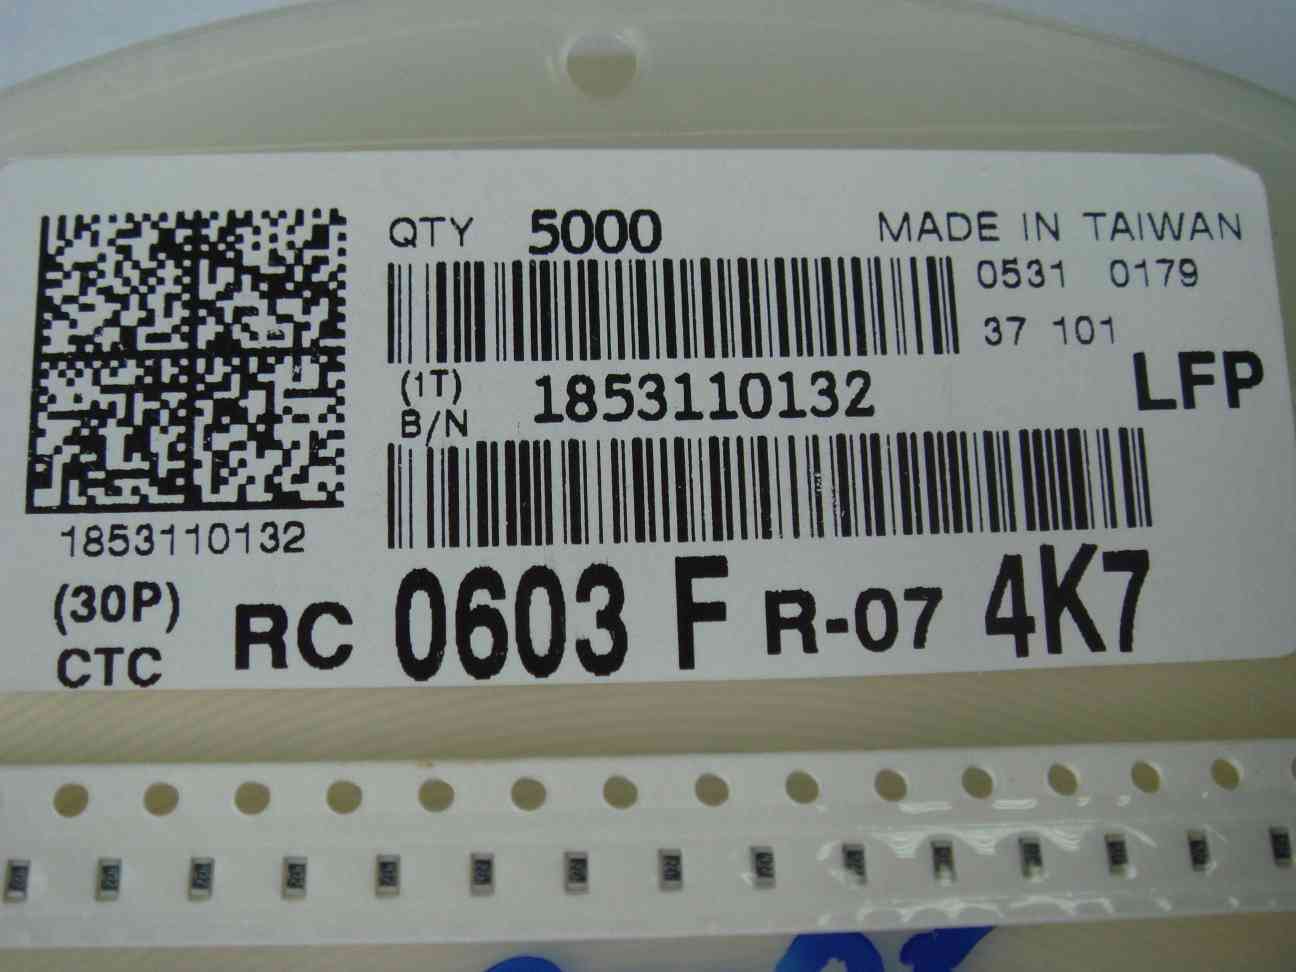 QTY 5000 MADE IN TAIWAN
0531 0179
37 101
LFP
(1T)
B/N 1853110132
1853110132
(30P)
CTC RC 0603 F R-07 4K7